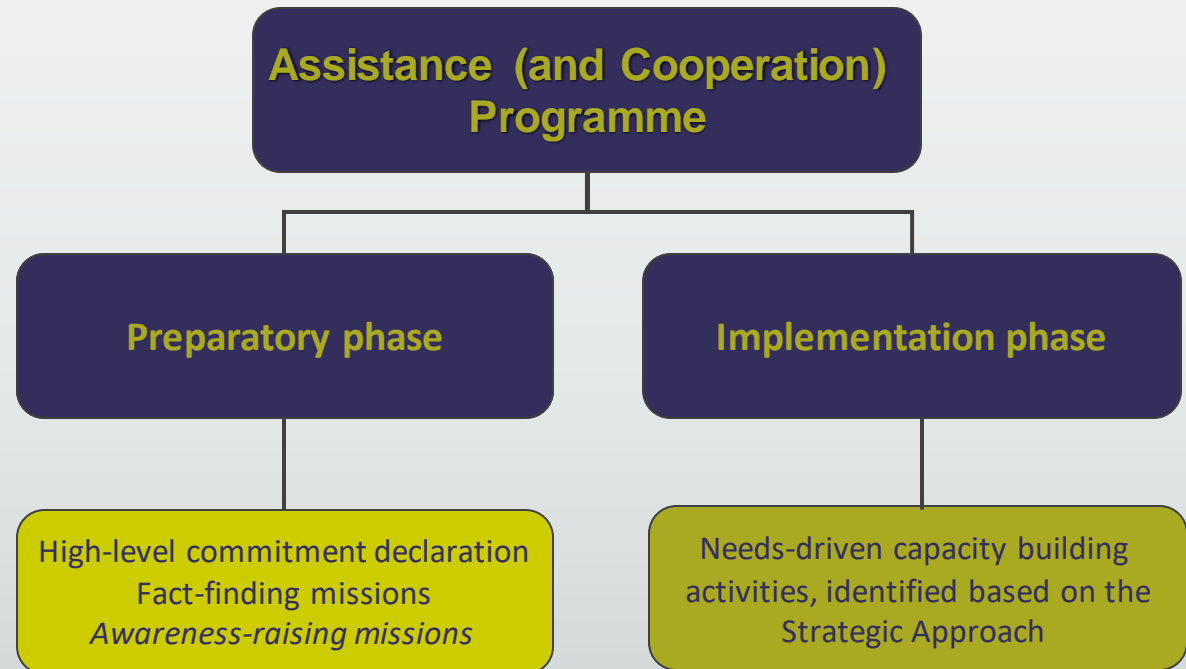 Assistance (and Cooperation)
Programme
Preparatory phase
Implementation phase
High-level commitment declaration
Fact-finding missions
Awareness-raising missions
Needs-driven capacity building
activities, identified based on the
Strategic Approach